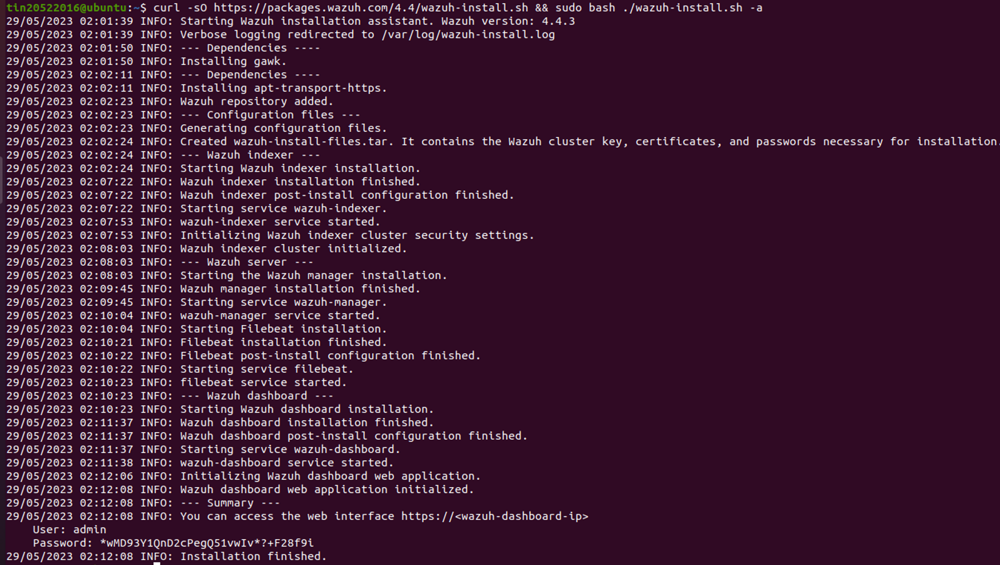 tin20522016@ubuntu:~$ curl -sO https://packages.wazuh.com/4.4/wazuh-install.sh && sudo bash ./wazuh-install.sh -a
29/05/2023 02:01:39 INFO: Starting Wazuh installation assistant. Wazuh version: 4.4.3
29/05/2023 02:01:39 INFO: Verbose logging redirected to /var/log/wazuh-install.log
29/05/2023 02:01:50 INFO: --- Dependencies ----
29/05/2023 02:01:50 INFO: Installing gawk.
29/05/2023 02:02:11 INFO: --- Dependencies ----
29/05/2023 02:02:11 INFO: Installing apt-transport-https.
29/05/2023 02:02:23 INFO: Wazuh repository added.
29/05/2023 02:02:23 INFO: --- Configuration files ---
29/05/2023 02:02:23 INFO: Generating configuration files.
29/05/2023 02:02:24 INFO: Created wazuh-install-files.tar. It contains the Wazuh cluster key, certificates, and passwords necessary for installation.
29/05/2023 02:02:24 INFO: --- Wazuh indexer ---
29/05/2023 02:02:24 INFO: Starting Wazuh indexer installation.
29/05/2023 02:07:22 INFO: Wazuh indexer installation finished.
29/05/2023 02:07:22 INFO: Wazuh indexer post-install configuration finished.
29/05/2023 02:07:22 INFO: Starting service wazuh-indexer.
29/05/2023 02:07:53 INFO: wazuh-indexer service started.
29/05/2023 02:07:53 INFO: Initializing Wazuh indexer cluster security settings.
29/05/2023 02:08:03 INFO: Wazuh indexer cluster initialized.
29/05/2023 02:08:03 INFO: --- Wazuh server ---
29/05/2023 02:08:03 INFO: Starting the Wazuh manager installation.
29/05/2023 02:09:45 INFO: Wazuh manager installation finished.
29/05/2023 02:09:45 INFO: Starting service wazuh-manager.
29/05/2023 02:10:04 INFO: wazuh-manager service started.
29/05/2023 02:10:04 INFO: Starting Filebeat installation.
29/05/2023 02:10:21 INFO: Filebeat installation finished.
29/05/2023 02:10:22 INFO: Filebeat post-install configuration finished.
29/05/2023 02:10:22 INFO: Starting service filebeat.
29/05/2023 02:10:23 INFO: filebeat service started.
29/05/2023 02:10:23 INFO: --- Wazuh dashboard ---
29/05/2023 02:10:23 INFO: Starting Wazuh dashboard installation.
29/05/2023 02:11:37 INFO: Wazuh dashboard installation finished.
29/05/2023 02:11:37 INFO: Wazuh dashboard post-install configuration finished.
29/05/2023 02:11:37 INFO: Starting service wazuh-dashboard.
29/05/2023 02:11:38 INFO: wazuh-dashboard service started.
29/05/2023 02:12:06 INFO: Initializing Wazuh dashboard web application.
29/05/2023 02:12:08 INFO: Wazuh dashboard web application initialized.
29/05/2023 02:12:08 INFO: --- Summary ---
29/05/2023 02:12:08 INFO: You can access the web interface https://<wazuh-dashboard-ip>
User: admin
Password: *wMD93Y1QnD2cPegQ51vwIv*?+F28f9i
29/05/2023 02:12:08 INFO: Installation finished.